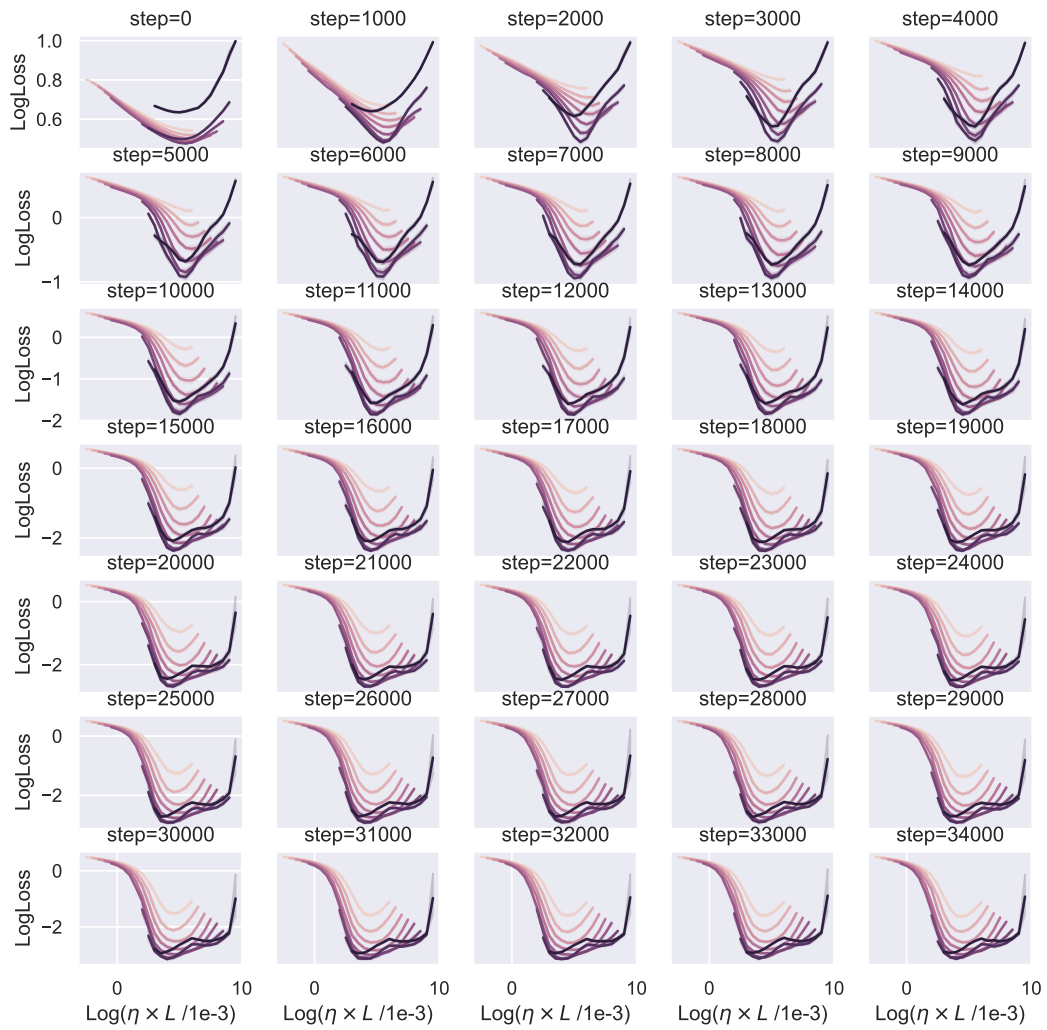 step=0 step=1000 step=2000 step=3000 step=4000
1.0
0.8
0.6
LogLoss
step=5000 step=6000 step=7000 step=8000 step=9000
0
−1
LogLoss
step=10000 step=11000 step=12000 step=13000 step=14000
0
−1
−2
LogLoss
step=15000 step=16000 step=17000 step=18000 step=19000
0
−2
LogLoss
step=20000 step=21000 step=22000 step=23000 step=24000
0
−2
LogLoss
step=25000 step=26000 step=27000 step=28000 step=29000
0
−2
LogLoss
step=30000 step=31000 step=32000 step=33000 step=34000
0
−2
LogLoss
0 10 0 10 0 10 0 10 0 10
Log(η × L /1e-3) Log(η × L /1e-3) Log(η × L /1e-3) Log(η × L /1e-3) Log(η × L /1e-3)